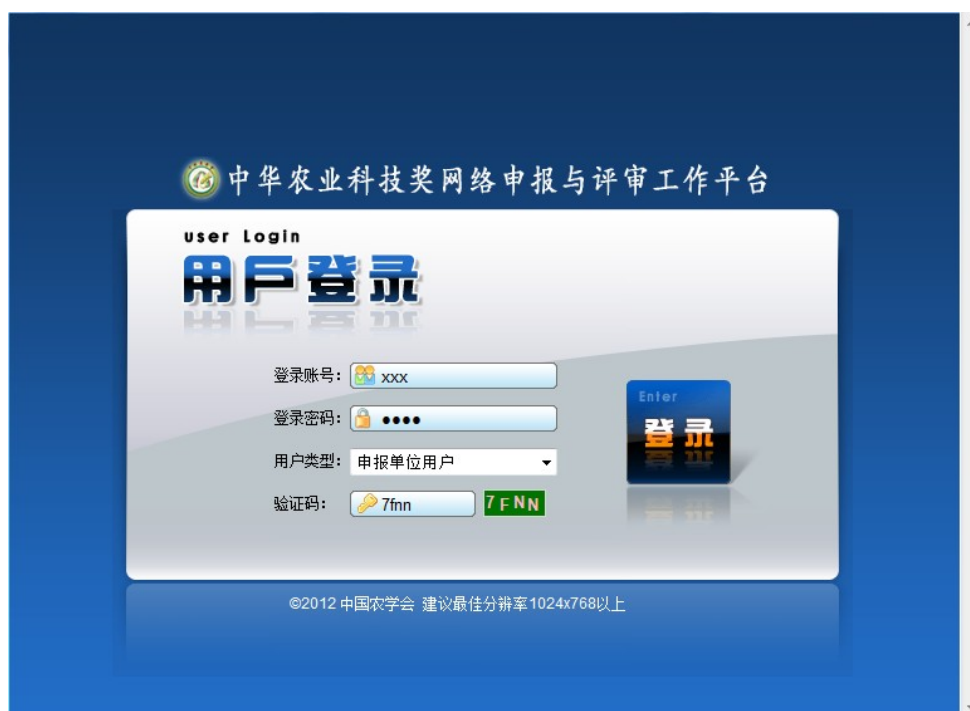 中华农业科技奖网络申报与评审工作平台
user Login
用戶登录
登录账号： xxx
登录密码： ●●●●
用户类型： 申报单位用户
验证码： 7fnn 7FNN
Enter
登录
©2012 中国农学会 建议最佳分辨率1024x768以上